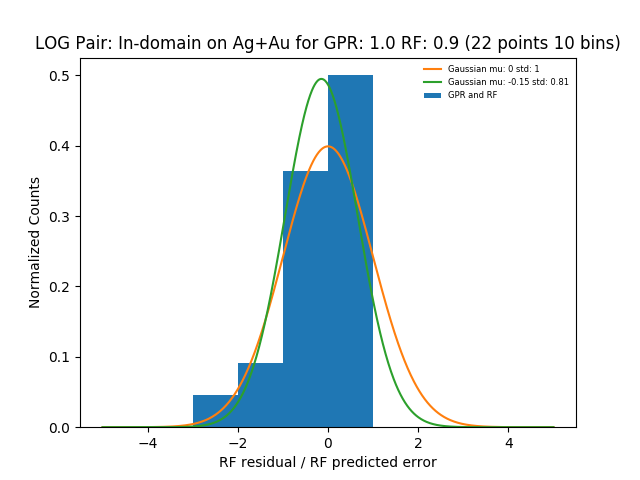 LOG Pair: In-domain on Ag+Au for GPR: 1.0 RF: 0.9 (22 points 10 bins)
Gaussian mu: 0 std: 1
Gaussian mu: -0.15 std: 0.81
GPR and RF
Normalized Counts
0.5
0.4
0.3
0.2
0.1
0.0
−4
−2
0
2
4
RF residual / RF predicted error